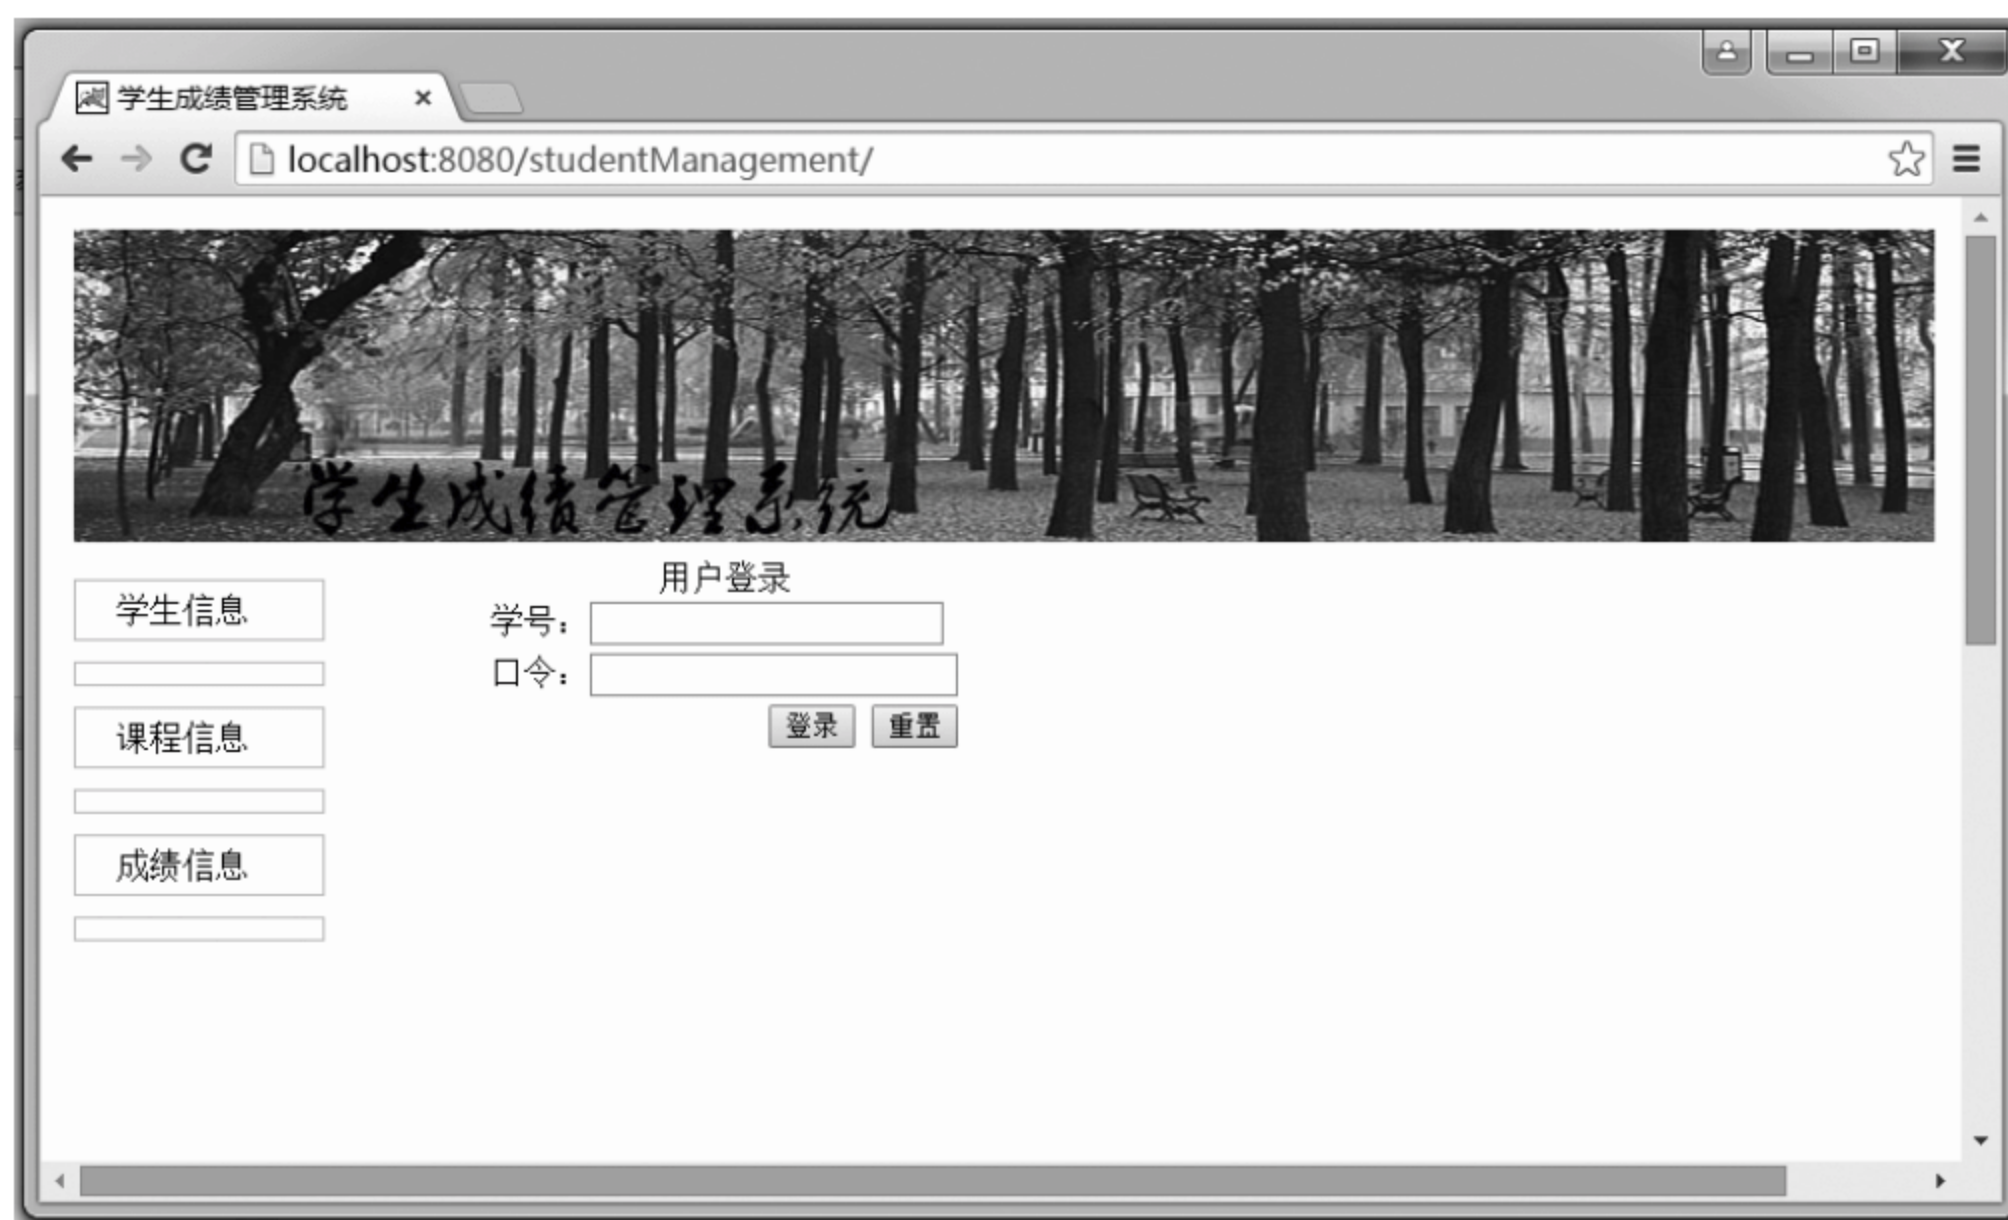 学生成绩管理系统
localhost:8080/studentManagement/
学生成绩管理系统
用户登录
学号：
口令：
登录 重置
学生信息
课程信息
成绩信息